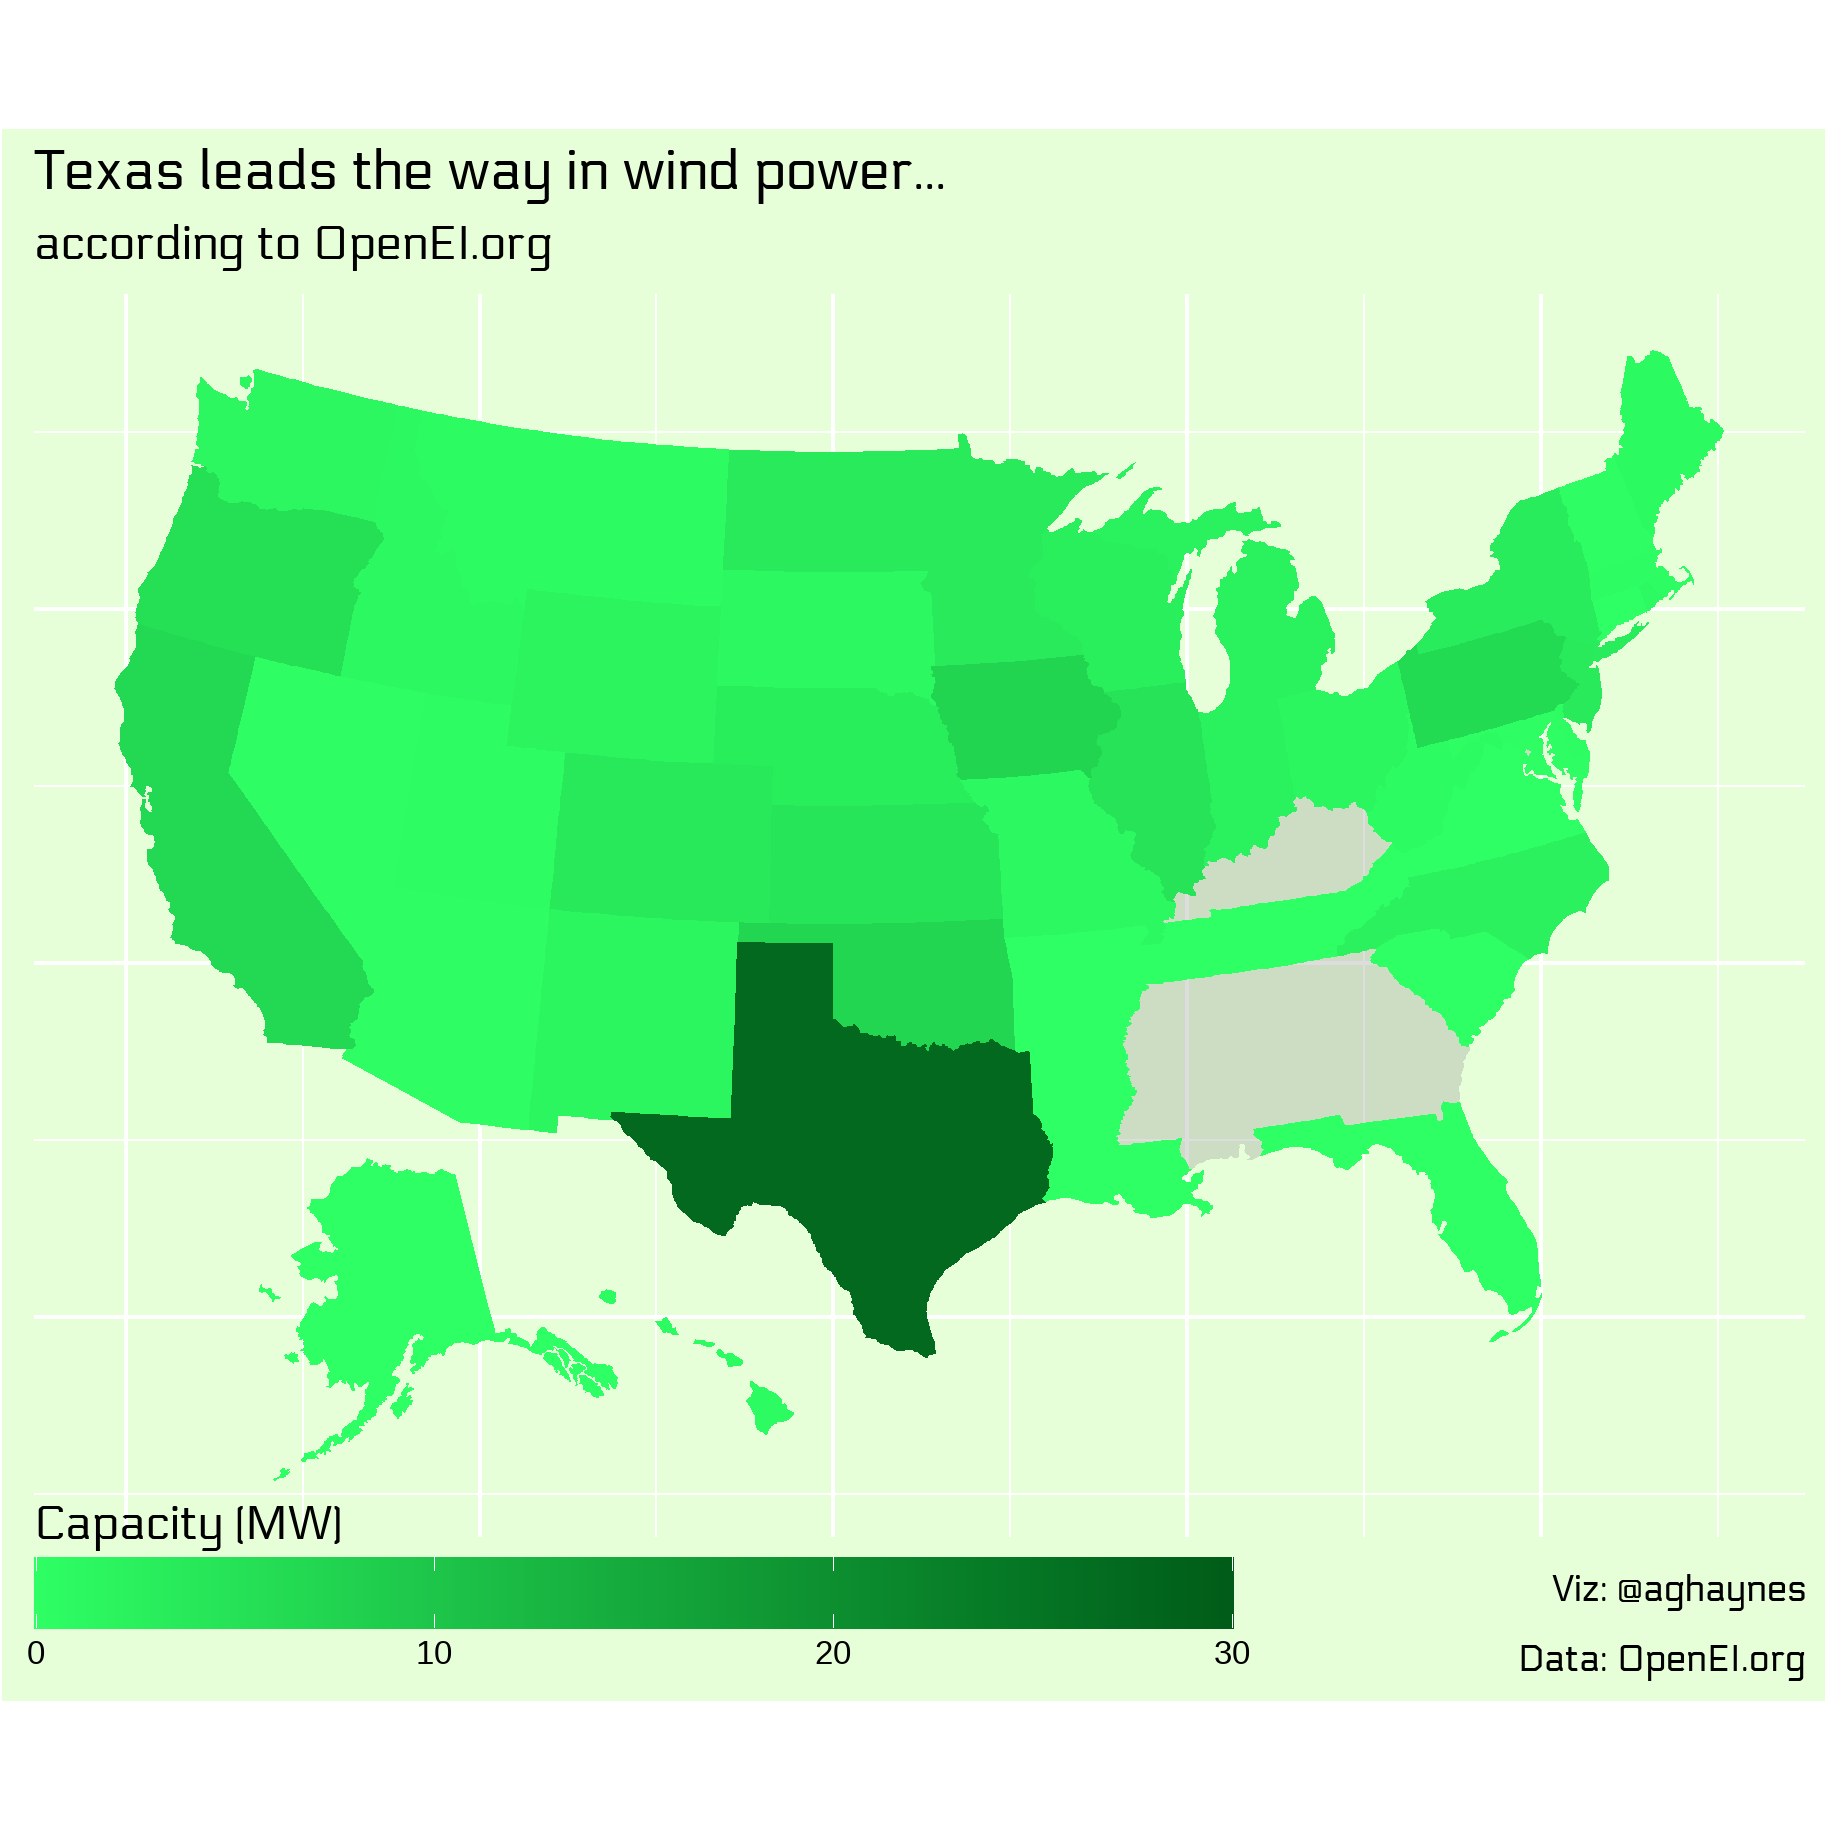 Texas leads the way in wind power...
according to OpenEI.org
Capacity (MW)
0 10 20 30
Viz: @aghaynes
Data: OpenEI.org